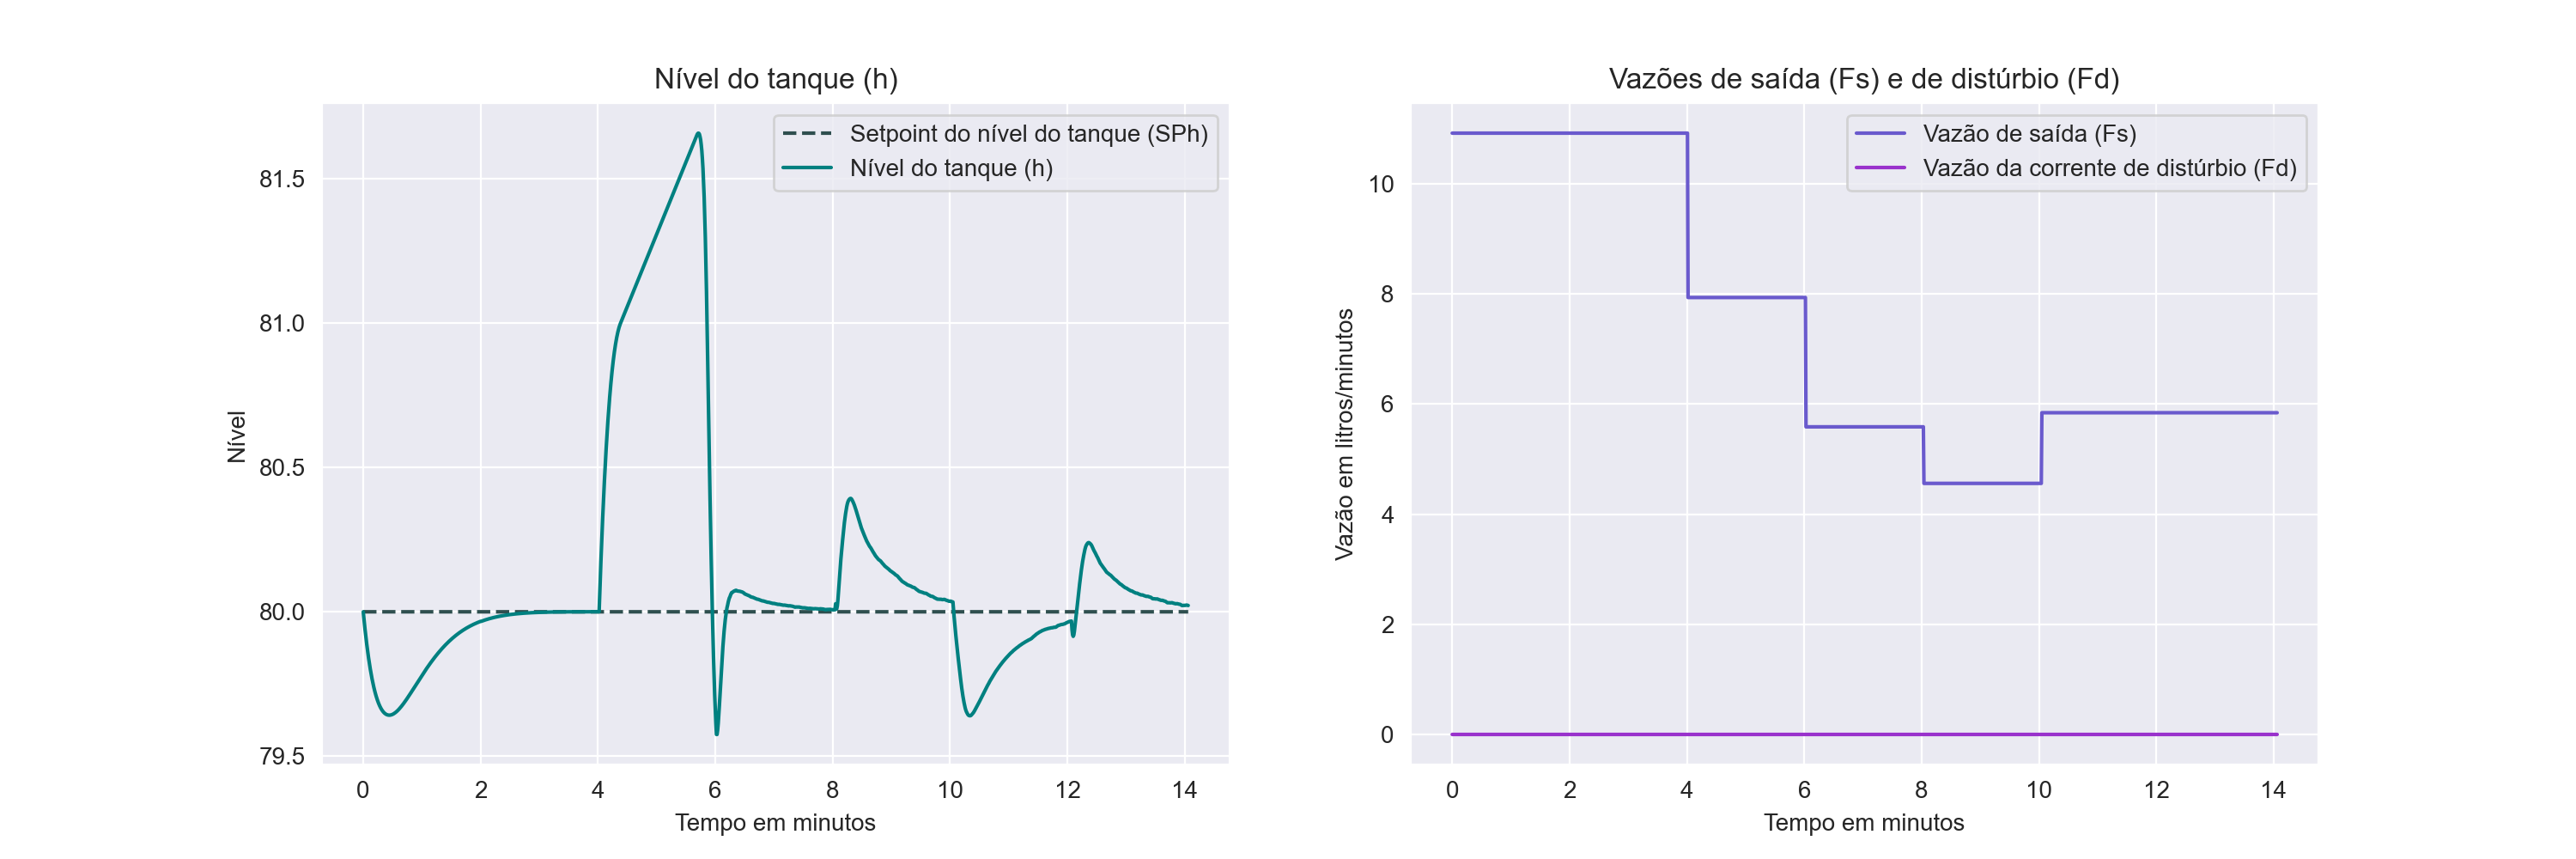 Nível do tanque (h)
Setpoint do nível do tanque (SPh)
Nível do tanque (h)
Nível
81.5
81.0
80.5
80.0
79.5
0 2 4 6 8 10 12 14
Tempo em minutos
Vazões de saída (Fs) e de distúrbio (Fd)
Vazão de saída (Fs)
Vazão da corrente de distúrbio (Fd)
Vazão em litros/minutos
10
8
6
4
2
0
0 2 4 6 8 10 12 14
Tempo em minutos